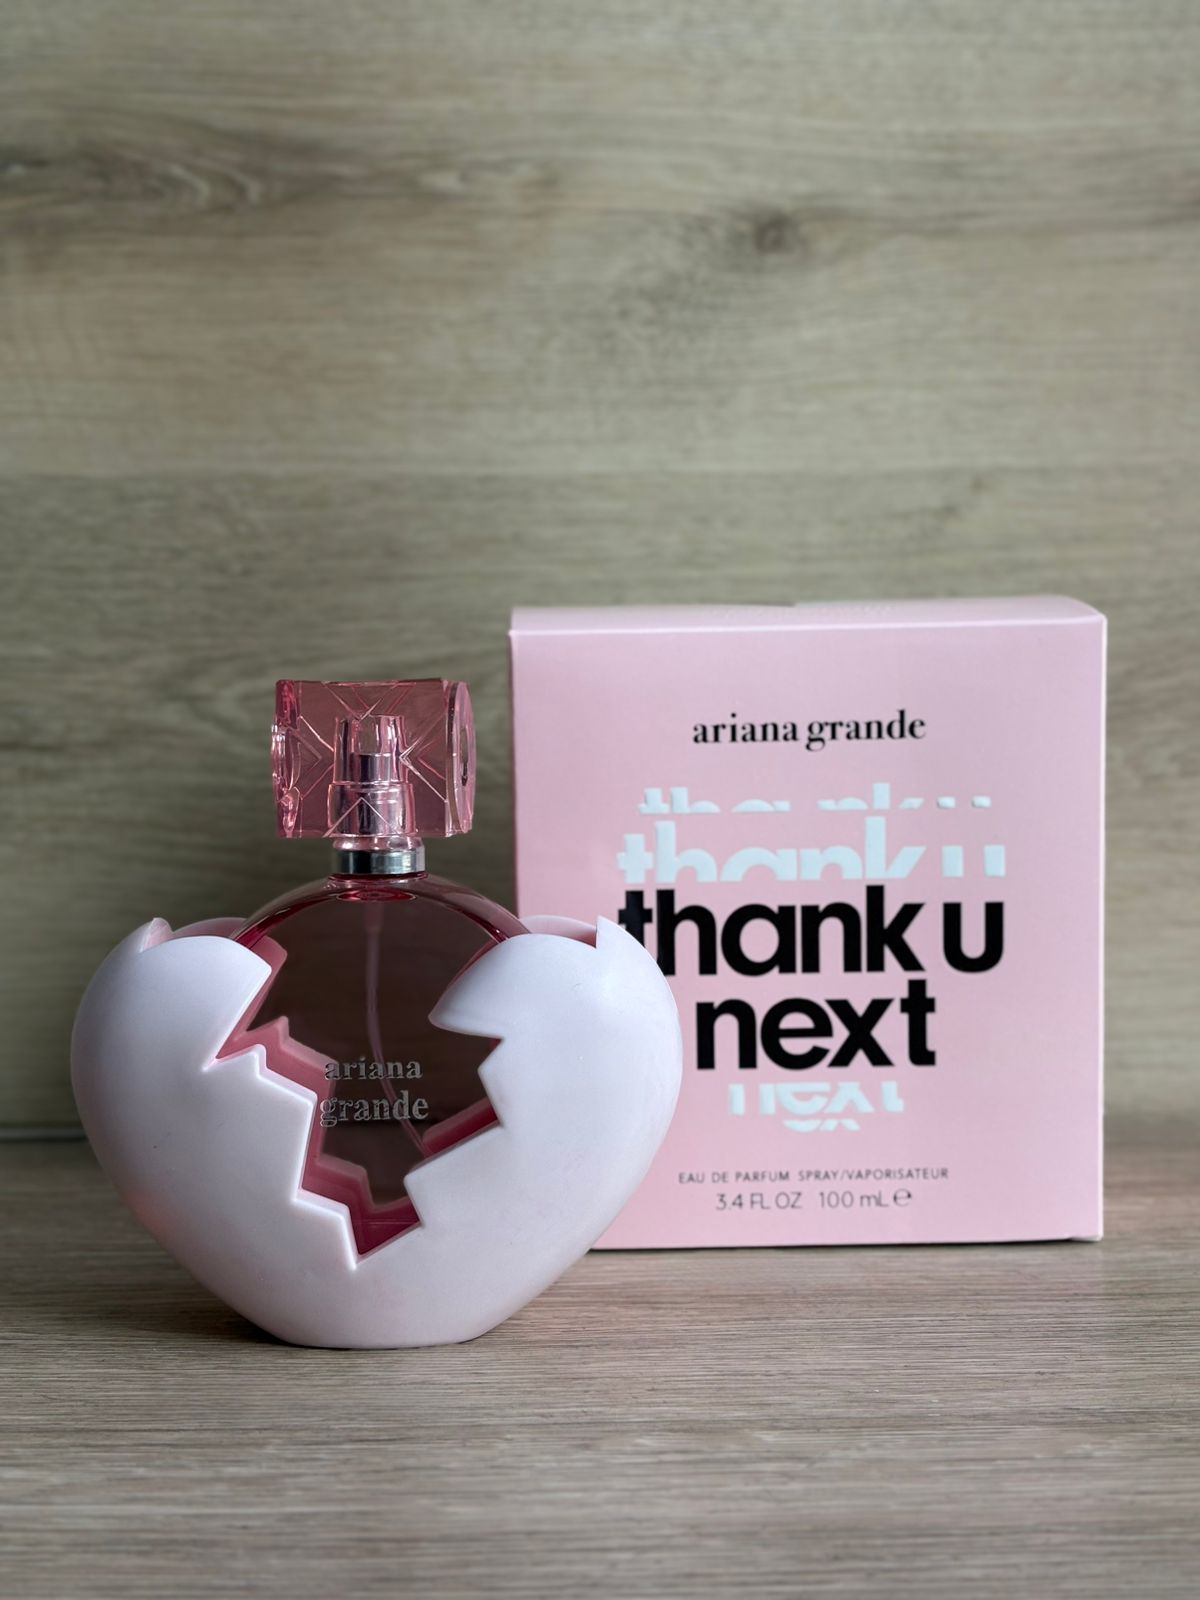 ariana grande
thank u
thank u
thank u
next
next
EAU DE PARFUM SPRAY/VAPORISATEUR
3.4 FL OZ 100 mL ℮
ariana
grande